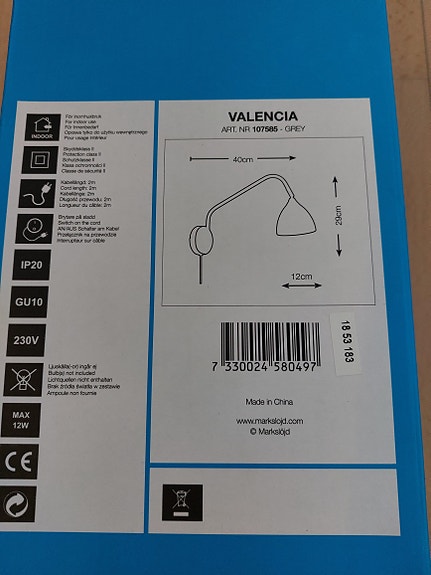 INDOOR
För inomhusbruk
For indoor use
För innenbedarf
Oprawa tylko do użytku wewnętrznego
Pour usage intérieur
Skyddsklass II
Protection class II
Schutzklasse II
Klasa ochronności II
Classe de sécurité II
Kabellängd: 2m
Cord length: 2m
Kabellänge: 2m
Długość przewodu: 2m
Longueur du câble: 2m
Brytare på sladd
Switch on the cord
AN/AUS Schalter am Kabel
Przełącznik na przewodzie
Interrupteur sur câble
IP20
GU10
230V
Ljuskälla(-or) ingår ej
Bulb(s) not included
Lichtquellen nicht enthalten
Brak źródła światła w zestawie
Ampoule non fournie
MAX
12W
CE
VALENCIA
ART. NR 107585 - GREY
40cm
29cm
12cm
7 330024 580497
18 53 183
Made in China
www.markslojd.com
© Markslöjd